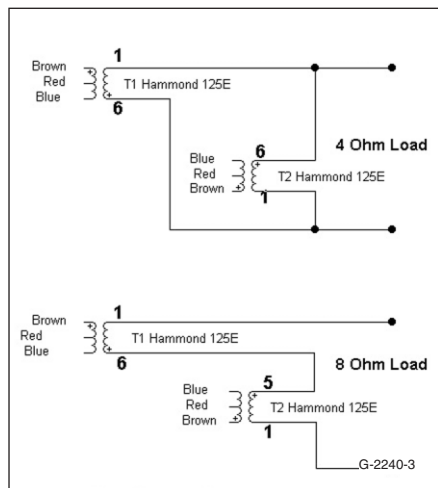 1
Brown
Red
T1 Hammond 125E
Blue
6
Blue
6
4 Ohm Load
Red
T2 Hammond 125E
Brown
1
1
Brown
Red
T1 Hammond 125E
Blue
6
8 Ohm Load
Blue
5
Red
T2 Hammond 125E
Brown
1
G-2240-3